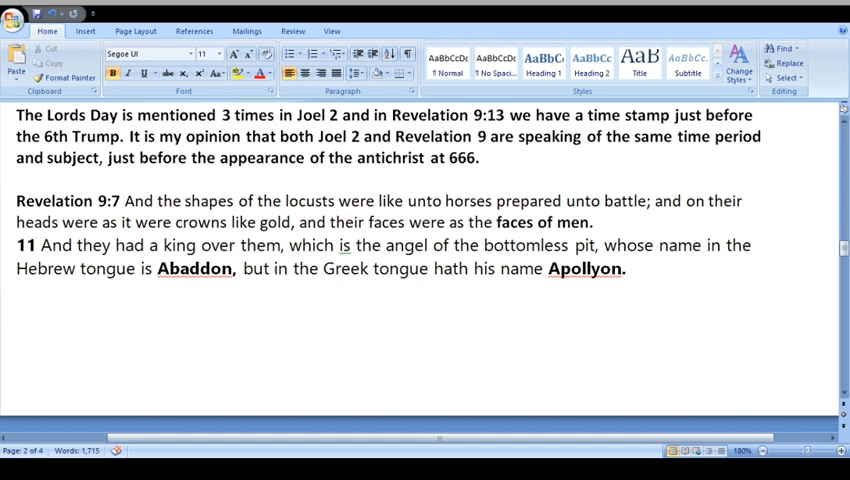 Home Insert Page Layout References Mailings Review View
Cut
Copy
Format Painter
Paste
Clipboard
Segoe UI 11
B I U abc x₂ x² Aa
Font
Paragraph
AaBbCcDc AaBbCcDc AaBbC AaBbCc AaBb AaBbCc.
¶ Normal ¶ No Spaci... Heading 1 Heading 2 Title Subtitle
Change
Styles
Styles
Find
Replace
Select
Editing
The Lords Day is mentioned 3 times in Joel 2 and in Revelation 9:13 we have a time stamp just before
the 6th Trump. It is my opinion that both Joel 2 and Revelation 9 are speaking of the same time period
and subject, just before the appearance of the antichrist at 666.
Revelation 9:7 And the shapes of the locusts were like unto horses prepared unto battle; and on their
heads were as it were crowns like gold, and their faces were as the faces of men.
11 And they had a king over them, which is the angel of the bottomless pit, whose name in the
Hebrew tongue is Abaddon, but in the Greek tongue hath his name Apollyon.
Page: 2 of 4 Words: 1,715 180%